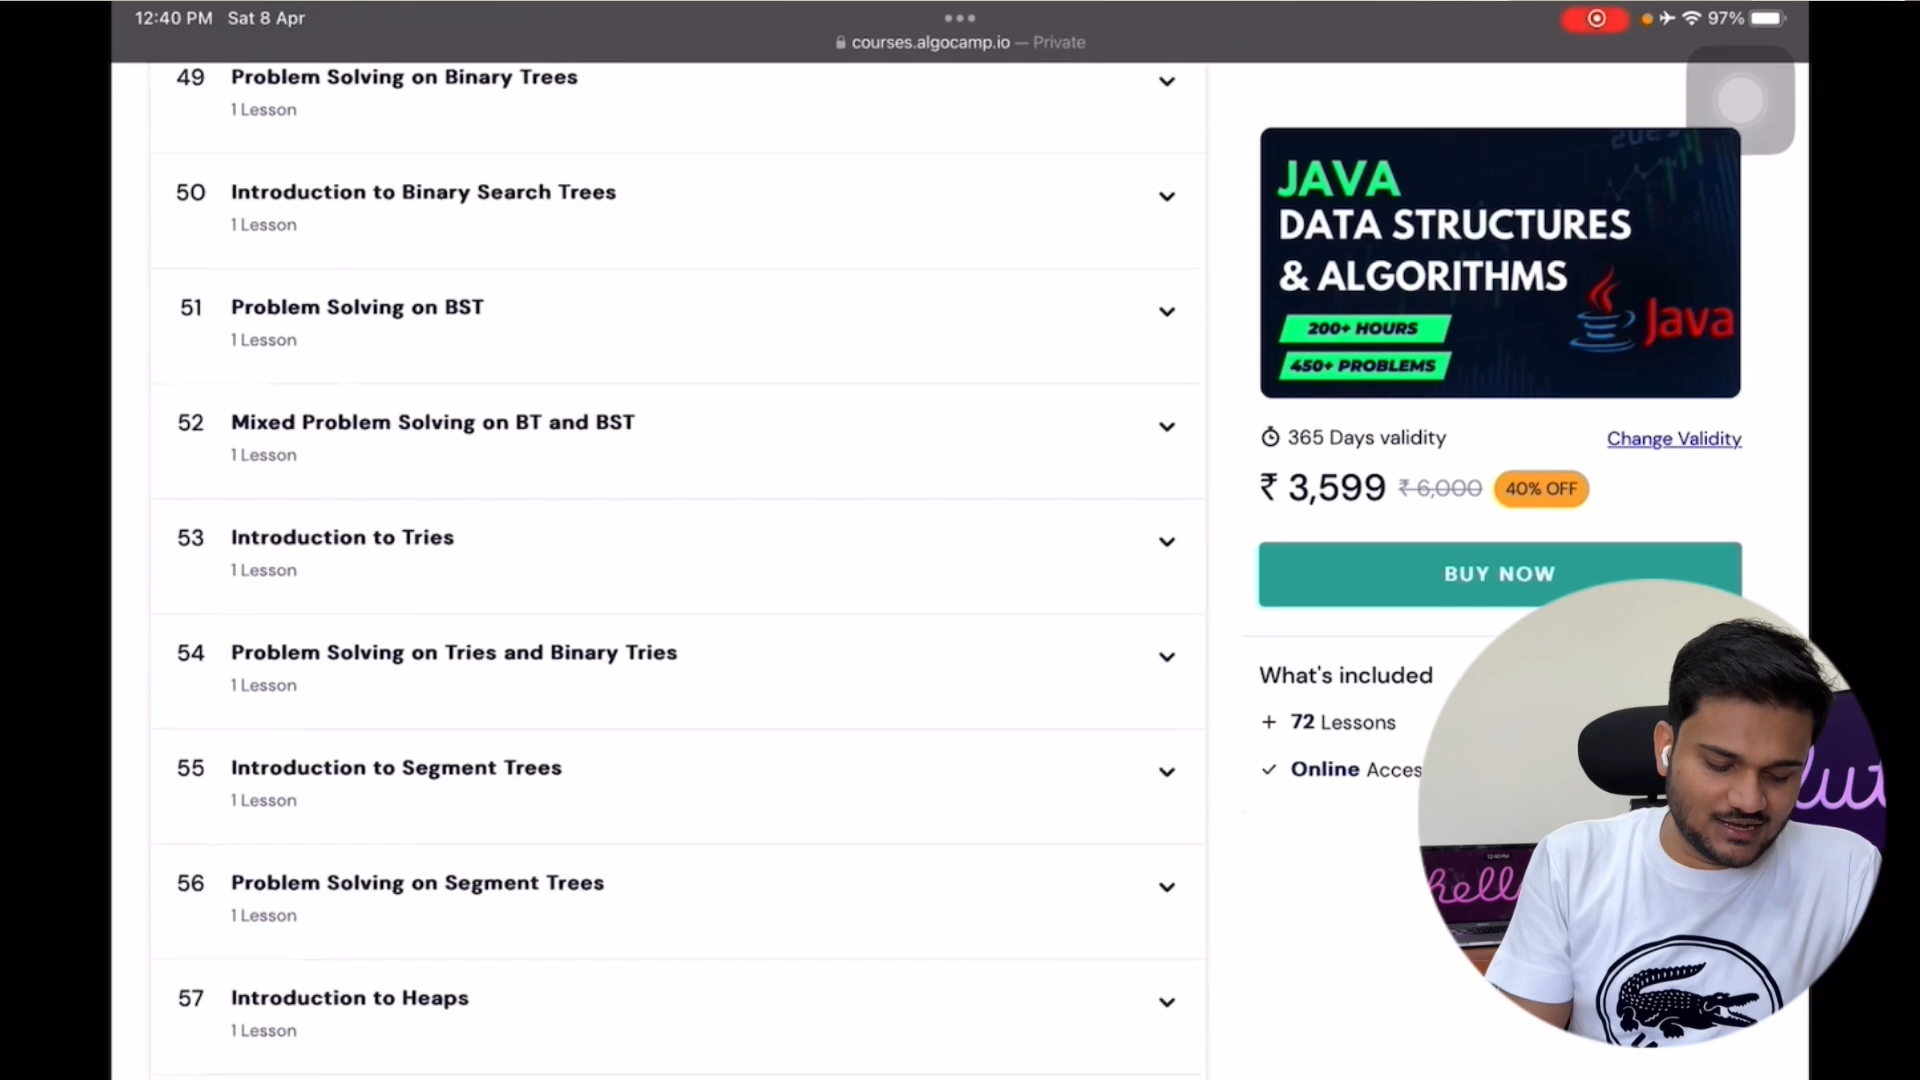 12:40 PM Sat 8 Apr
97%
courses.algocamp.io — Private
49 Problem Solving on Binary Trees
1 Lesson
50 Introduction to Binary Search Trees
1 Lesson
51 Problem Solving on BST
1 Lesson
52 Mixed Problem Solving on BT and BST
1 Lesson
53 Introduction to Tries
1 Lesson
54 Problem Solving on Tries and Binary Tries
1 Lesson
55 Introduction to Segment Trees
1 Lesson
56 Problem Solving on Segment Trees
1 Lesson
57 Introduction to Heaps
1 Lesson
JAVA
DATA STRUCTURES
& ALGORITHMS
200+ HOURS
450+ PROBLEMS
Java
365 Days validity Change Validity
₹ 3,599 ₹ 6,000 40% OFF
BUY NOW
What's included
+ 72 Lessons
Online Acces